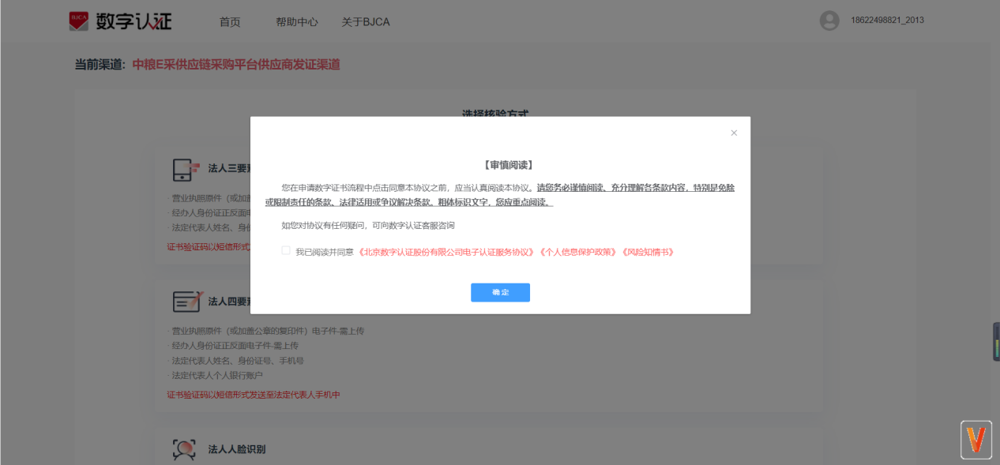 BJCA 数字认证 首页 帮助中心 关于BJCA 18622498821_2013
当前渠道: 中粮E采供应链采购平台供应商发证渠道
选择核验方式
×
【审慎阅读】
您在申请数字证书流程中点击同意本协议之前，应当认真阅读本协议。请您务必谨慎阅读、充分理解各条款内容，特别是免除
或限制责任的条款、法律适用或争议解决条款。粗体标识文字，您应重点阅读。
如您对协议有任何疑问，可向数字认证客服咨询
我已阅读并同意 《北京数字认证股份有限公司电子认证服务协议》《个人信息保护政策》《风险知情书》
确定
法人三要
· 营业执照原件（或加
· 经办人身份证正反面
· 法定代表人姓名、身
证书验证码以短信形式
法人四要
· 营业执照原件（或加盖公章的复印件）电子件-需上传
· 经办人身份证正反面电子件-需上传
· 法定代表人姓名、身份证号、手机号
· 法定代表人个人银行账户
证书验证码以短信形式发送至法定代表人手机中
法人人脸识别